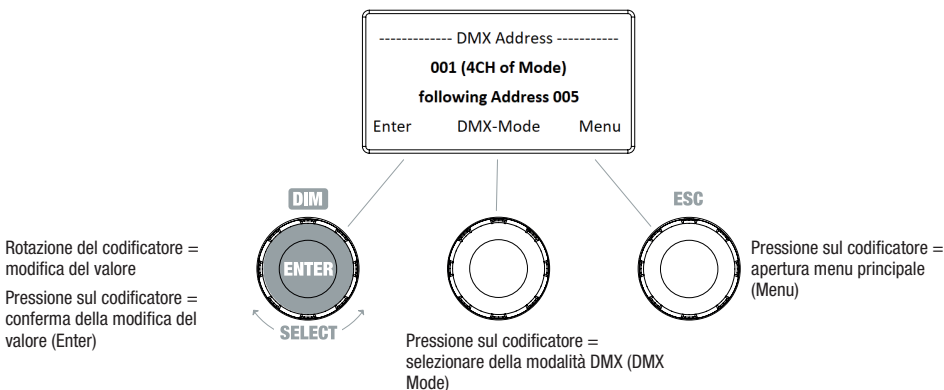 ------------- DMX Address -----------
001 (4CH of Mode)
following Address 005
Enter DMX-Mode Menu
DIM
ESC
Rotazione del codificatore =
modifica del valore
Pressione sul codificatore =
conferma della modifica del
valore (Enter)
ENTER
SELECT
Pressione sul codificatore =
selezionare della modalità DMX (DMX
Mode)
Pressione sul codificatore =
apertura menu principale
(Menu)